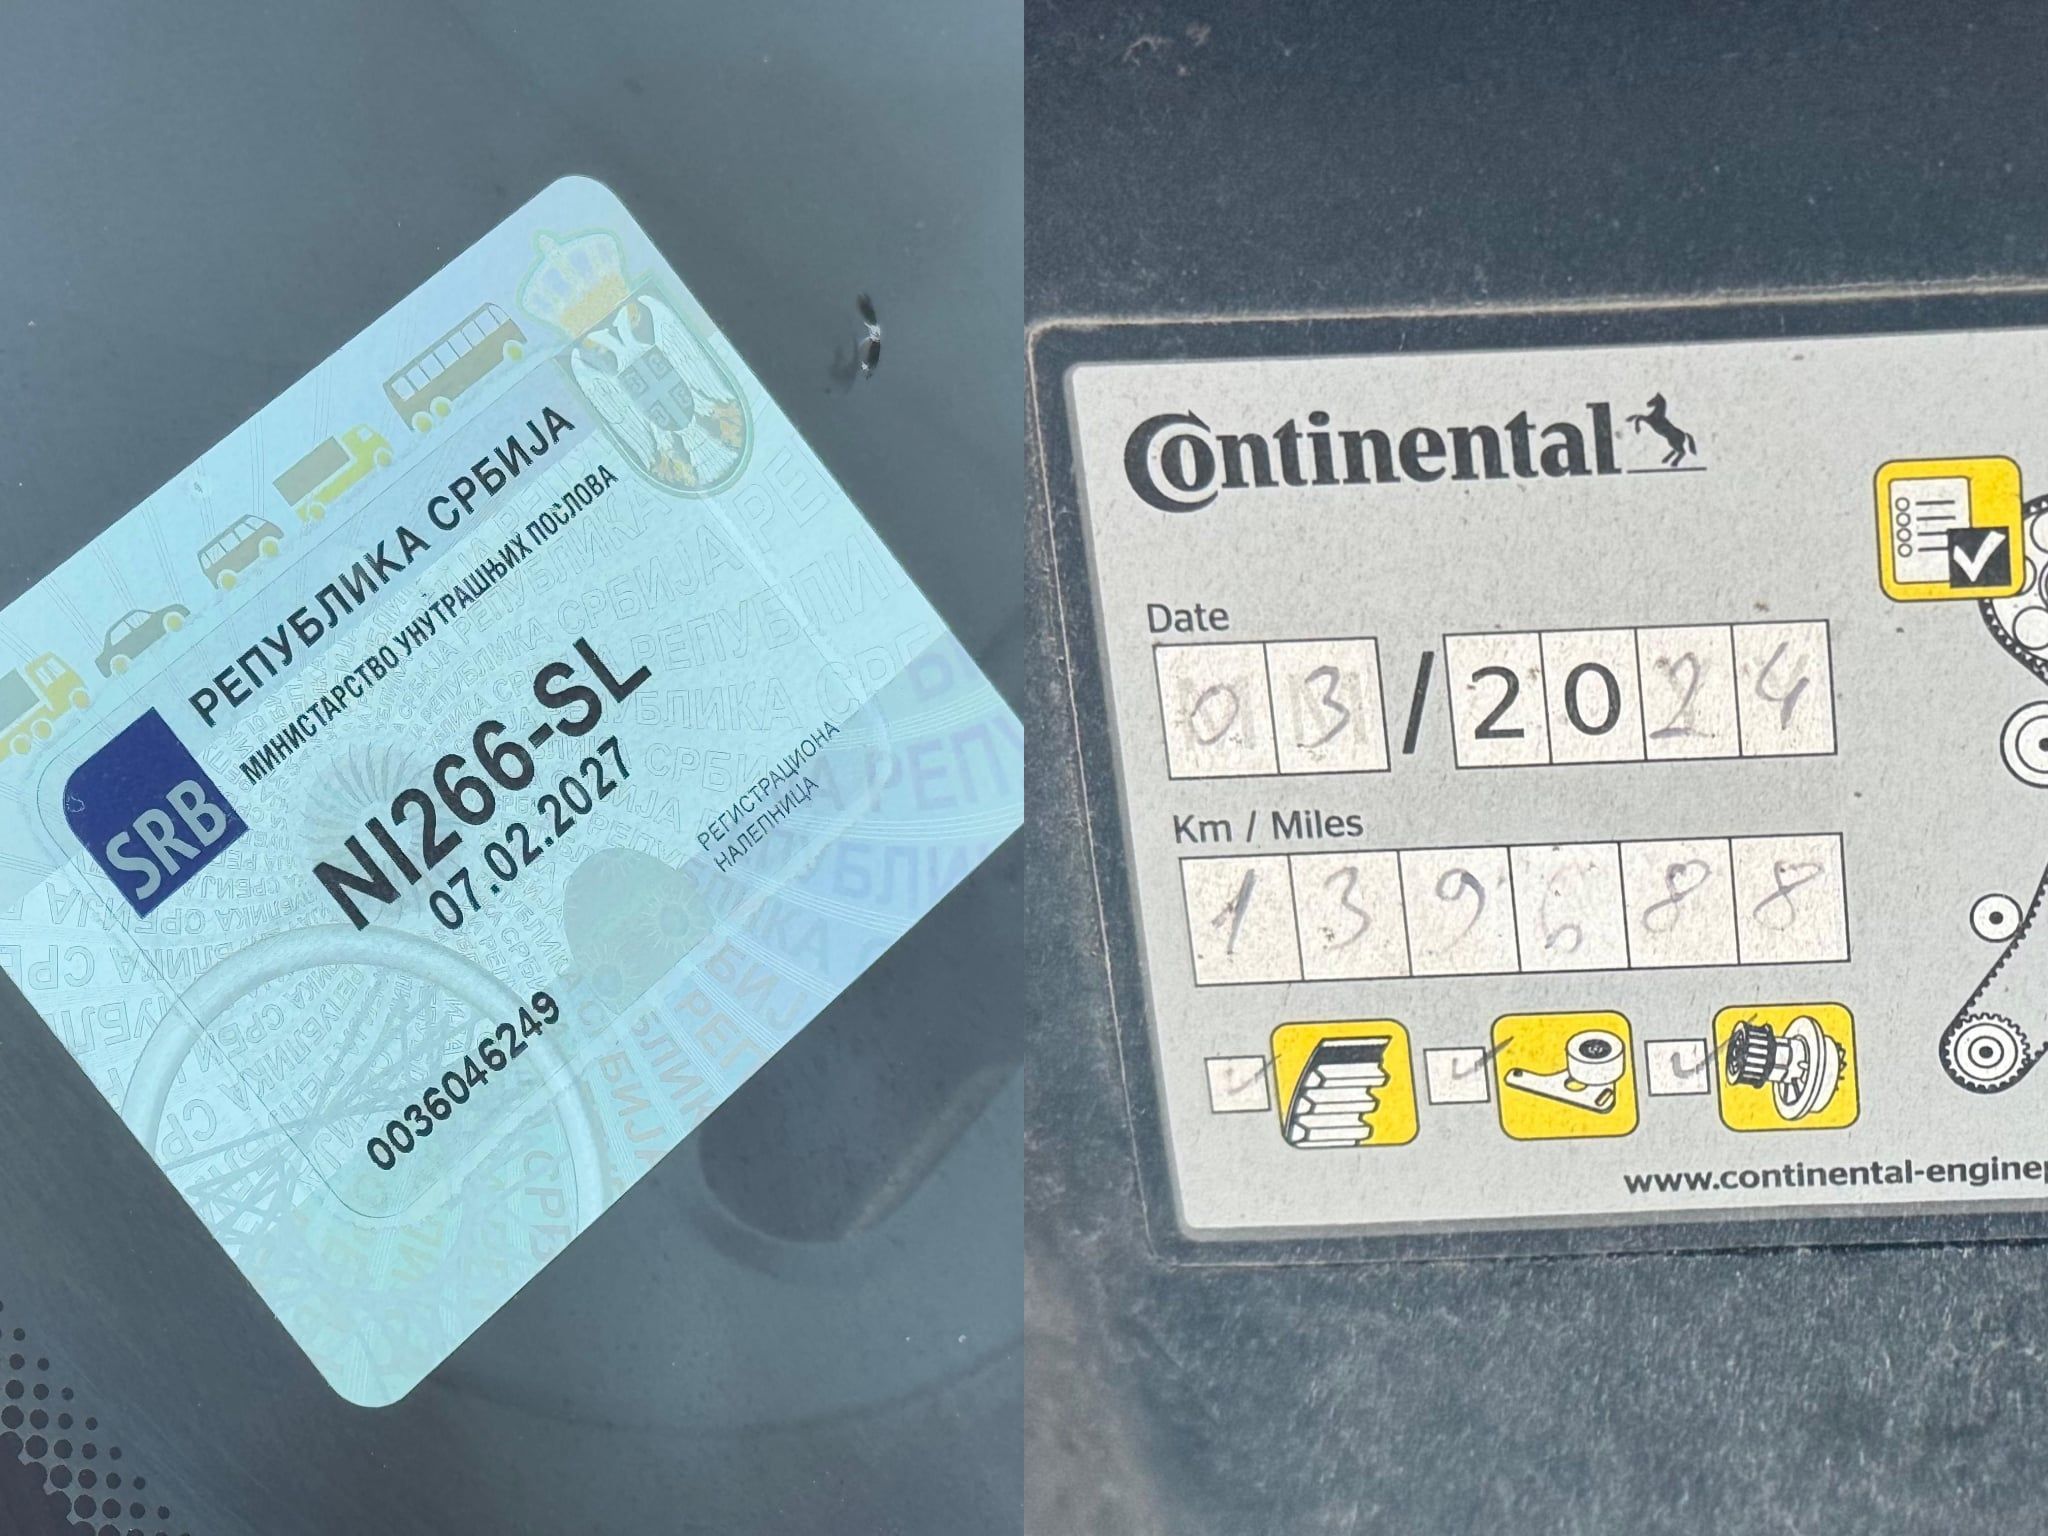 РЕПУБЛИКА СРБИЈА
МИНИСТАРСТВО УНУТРАШЊИХ ПОСЛОВА
SRB
NI266-SL
07.02.2027
РЕГИСТРАЦИОНА
НАЛЕПНИЦА
0036046249
Continental
Date
03/2024
Km / Miles
139688
www.continental-enginep